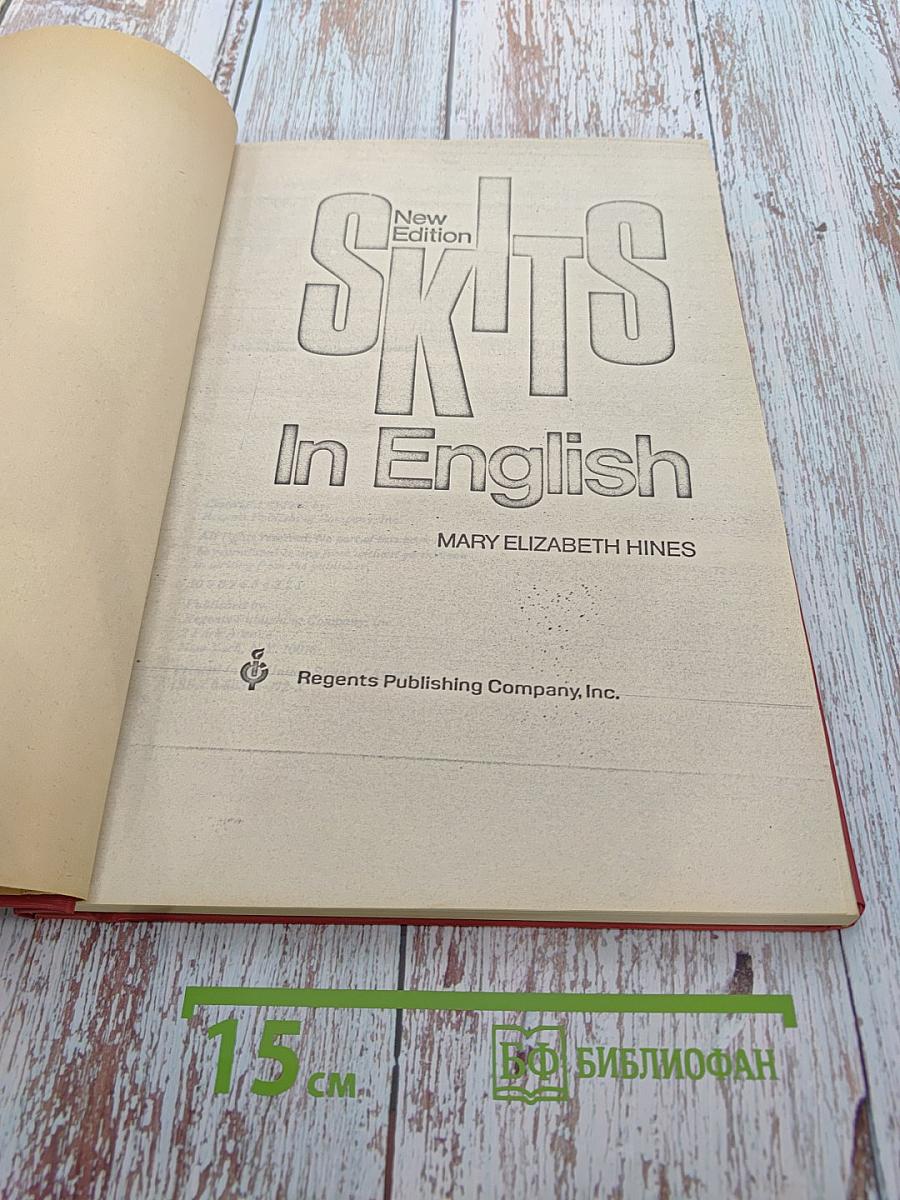 New
Edition
SKITS
In English
MARY ELIZABETH HINES
Regents Publishing Company, Inc.
15 см
БФ БИБЛИОФАН